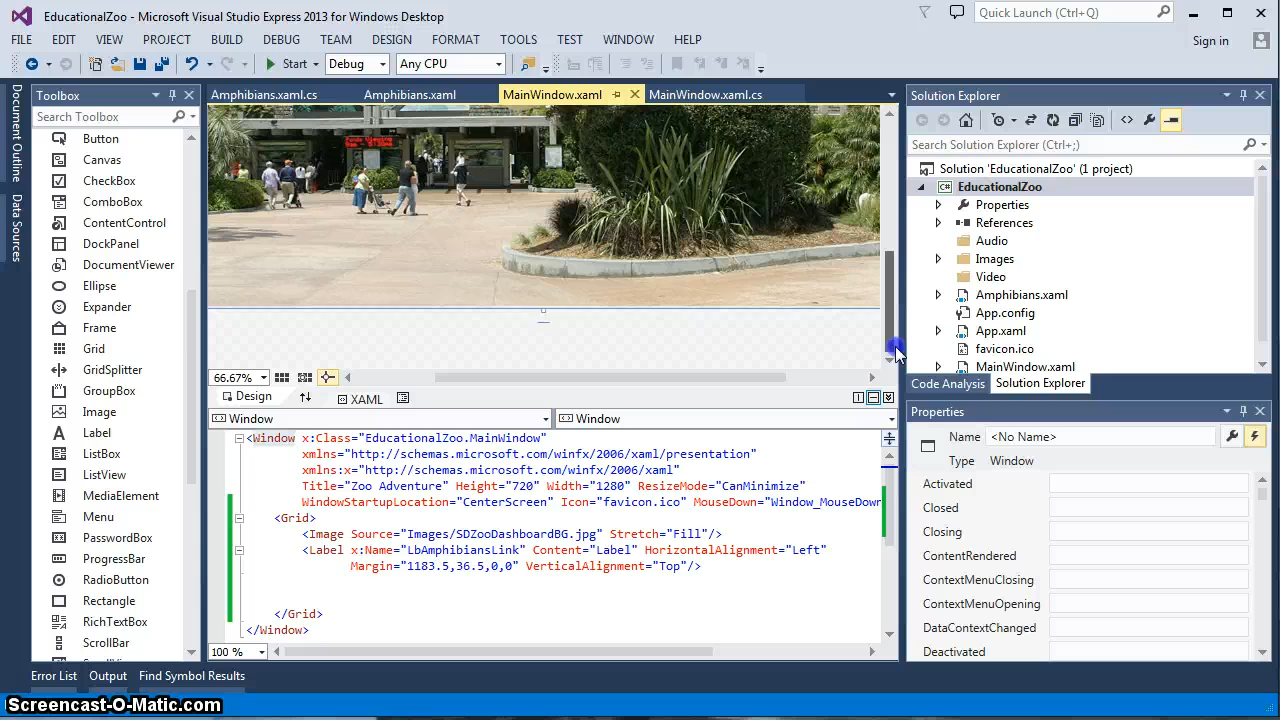 EducationalZoo - Microsoft Visual Studio Express 2013 for Windows Desktop
Quick Launch (Ctrl+Q)
FILE EDIT VIEW PROJECT BUILD DEBUG TEAM DESIGN FORMAT TOOLS TEST WINDOW HELP
Sign in
Start Debug Any CPU
Document Outline
Data Sources
Toolbox
Search Toolbox
Button
Canvas
CheckBox
ComboBox
ContentControl
DockPanel
DocumentViewer
Ellipse
Expander
Frame
Grid
GridSplitter
GroupBox
Image
Label
ListBox
ListView
MediaElement
Menu
PasswordBox
ProgressBar
RadioButton
Rectangle
RichTextBox
ScrollBar
Amphibians.xaml.cs Amphibians.xaml MainWindow.xaml MainWindow.xaml.cs
66.67%
Design XAML
Window Window
<Window x:Class="EducationalZoo.MainWindow"
xmlns="http://schemas.microsoft.com/winfx/2006/xaml/presentation"
xmlns:x="http://schemas.microsoft.com/winfx/2006/xaml"
Title="Zoo Adventure" Height="720" Width="1280" ResizeMode="CanMinimize"
WindowStartupLocation="CenterScreen" Icon="favicon.ico" MouseDown="Window_MouseDown
<Grid>
<Image Source="Images/SDZooDashboardBG.jpg" Stretch="Fill"/>
<Label x:Name="LbAmphibiansLink" Content="Label" HorizontalAlignment="Left"
Margin="1183.5,36.5,0,0" VerticalAlignment="Top"/>
</Grid>
</Window>
100 %
Solution Explorer
Search Solution Explorer (Ctrl+;)
Solution 'EducationalZoo' (1 project)
C# EducationalZoo
Properties
References
Audio
Images
Video
Amphibians.xaml
App.config
App.xaml
favicon.ico
MainWindow.xaml
Code Analysis Solution Explorer
Properties
Name <No Name>
Type Window
Activated
Closed
Closing
ContentRendered
ContextMenuClosing
ContextMenuOpening
DataContextChanged
Deactivated
Error List Output Find Symbol Results
Screencast-O-Matic.com